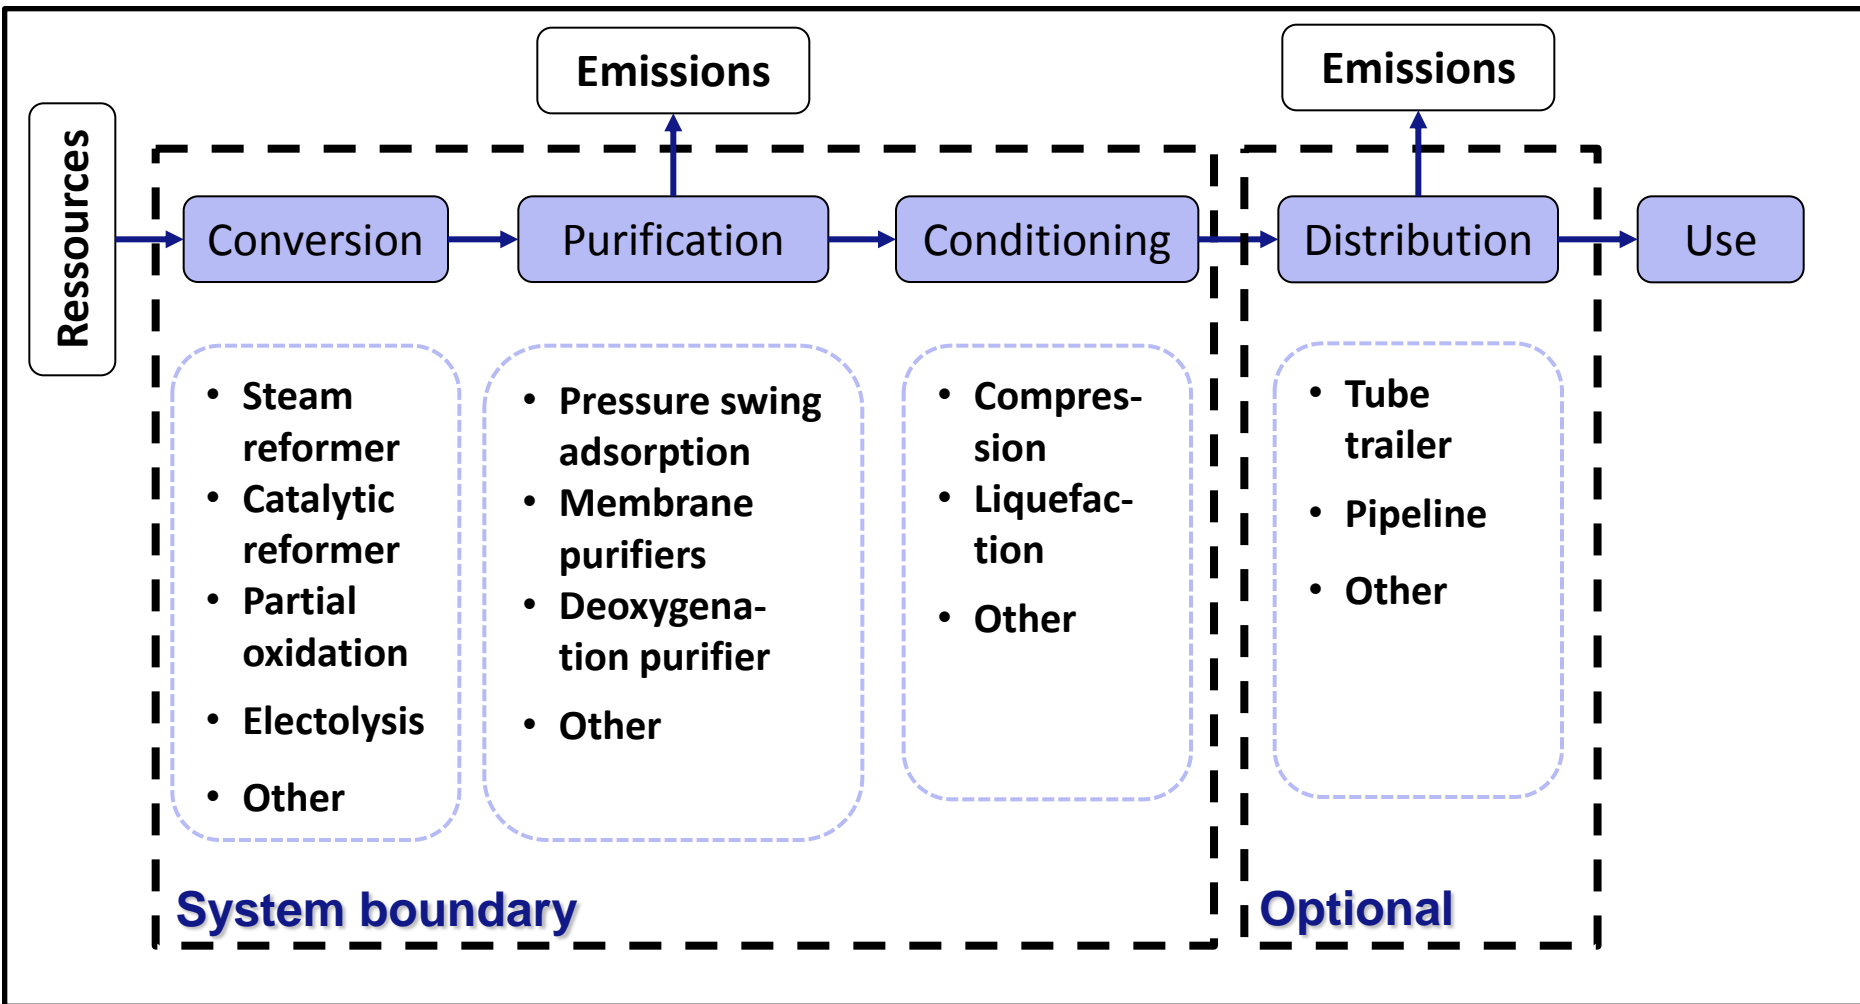 Emissions
Emissions
Ressources
Conversion
Purification
Conditioning
Distribution
Use
• Steam
reformer
• Catalytic
reformer
• Partial
oxidation
• Electolysis
• Other
• Pressure swing
adsorption
• Membrane
purifiers
• Deoxygena-
tion purifier
• Other
• Compres-
sion
• Liquefac-
tion
• Other
• Tube
trailer
• Pipeline
• Other
System boundary
Optional